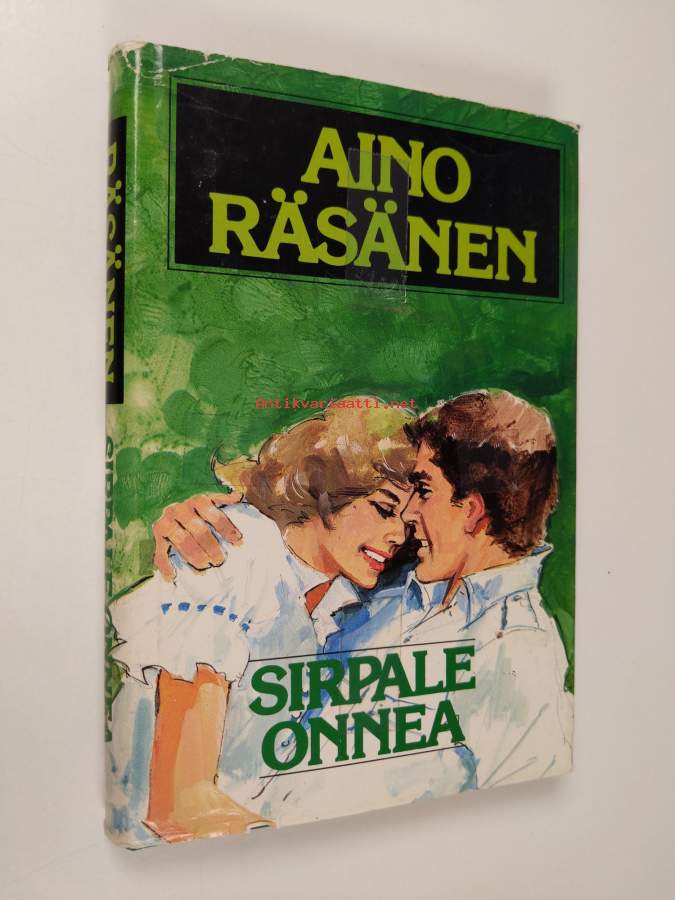 AINO
RÄSÄNEN
Antikvariaatti.net
SIRPALE
ONNEA
RÄSÄNEN
SIRPALE ONNEA